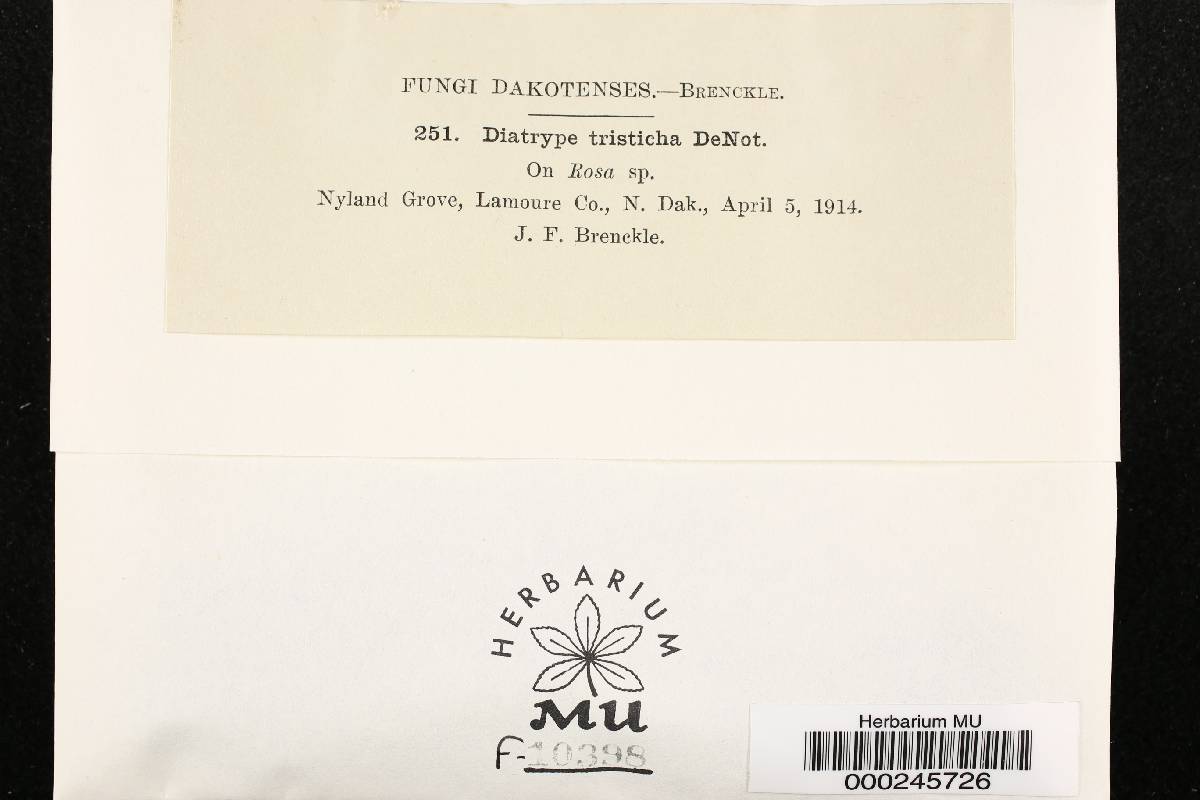 FUNGI DAKOTENSES.—BRENCKLE.
251. Diatrype tristicha DeNot.
On Rosa sp.
Nyland Grove, Lamoure Co., N. Dak., April 5, 1914.
J. F. Brenckle.
HERBARIUM
MU
F-10398
Herbarium MU
000245726